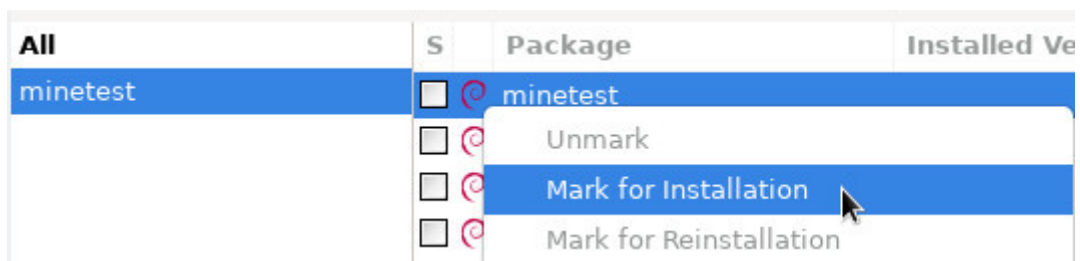 All S Package Installed Ve
minetest minetest
Unmark
Mark for Installation
Mark for Reinstallation